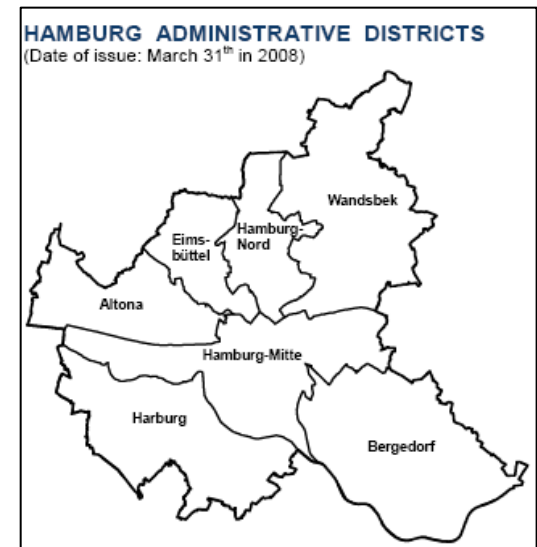 HAMBURG ADMINISTRATIVE DISTRICTS
(Date of issue: March 31th in 2008)
Wandsbek
Hamburg-
Nord
Eims-
büttel
Altona
Hamburg-Mitte
Harburg
Bergedorf